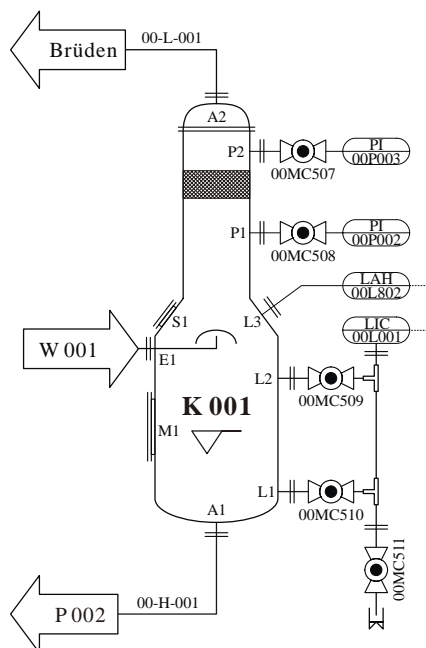 00-L-001
Brüden
A2
P2
PI
00P003
00MC507
P1
PI
00P002
00MC508
LAH
00L802
S1
L3
LIC
00L001
W 001
E1
L2
00MC509
K 001
M1
L1
00MC510
A1
00MC511
00-H-001
P 002